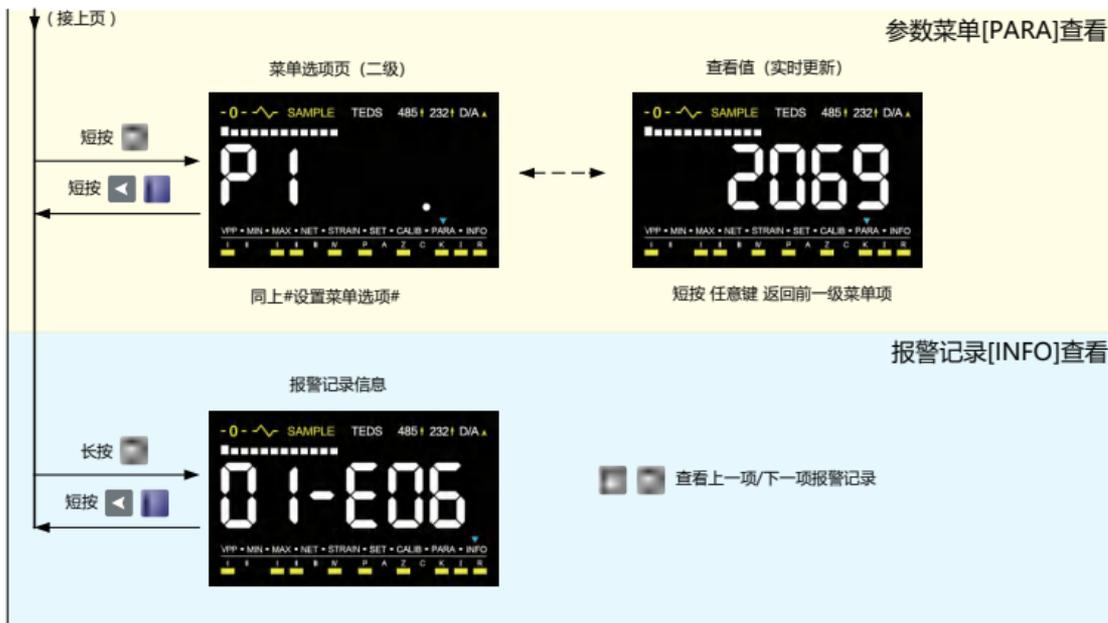 (接上页)
参数菜单[PARA]查看
菜单选项页（二级）
查看值（实时更新）
短按
短按
-0- SAMPLE TEDS 485 232 D/A
P1 .
VPP • MIN • MAX • NET • STRAIN • SET • CALIB • PARA • INFO
-0- SAMPLE TEDS 485 232 D/A
2069
VPP • MIN • MAX • NET • STRAIN • SET • CALIB • PARA • INFO
同上#设置菜单选项#
短按 任意键 返回前一级菜单项
报警记录[INFO]查看
报警记录信息
长按
短按
-0- SAMPLE TEDS 485 232 D/A
01-E06
VPP • MIN • MAX • NET • STRAIN • SET • CALIB • PARA • INFO
查看上一项/下一项报警记录